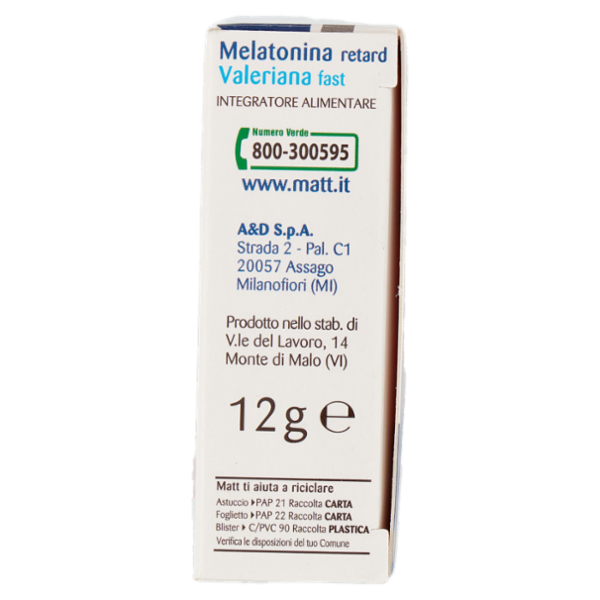 Melatonina retard
Valeriana fast
INTEGRATORE ALIMENTARE
Numero Verde
800-300595
www.matt.it
A&D S.p.A.
Strada 2 - Pal. C1
20057 Assago
Milanofiori (MI)
Prodotto nello stab. di
V.le del Lavoro, 14
Monte di Malo (VI)
12g ℮
Matt ti aiuta a riciclare
Astuccio PAP 21 Raccolta CARTA
Foglietto PAP 22 Raccolta CARTA
Blister C/PVC 90 Raccolta PLASTICA
Verifica le disposizioni del tuo Comune